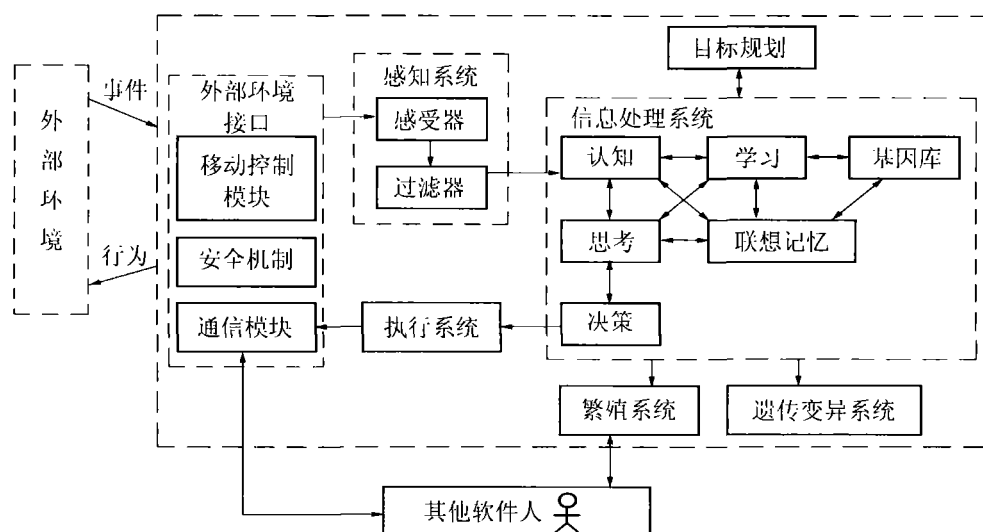 目标规划
感知系统
事件
外部环境
接口
感受器
信息处理系统
认知
学习
基因库
外
部
环
境
移动控制
模块
过滤器
思考
联想记忆
行为
安全机制
通信模块
执行系统
决策
繁殖系统
遗传变异系统
其他软件人